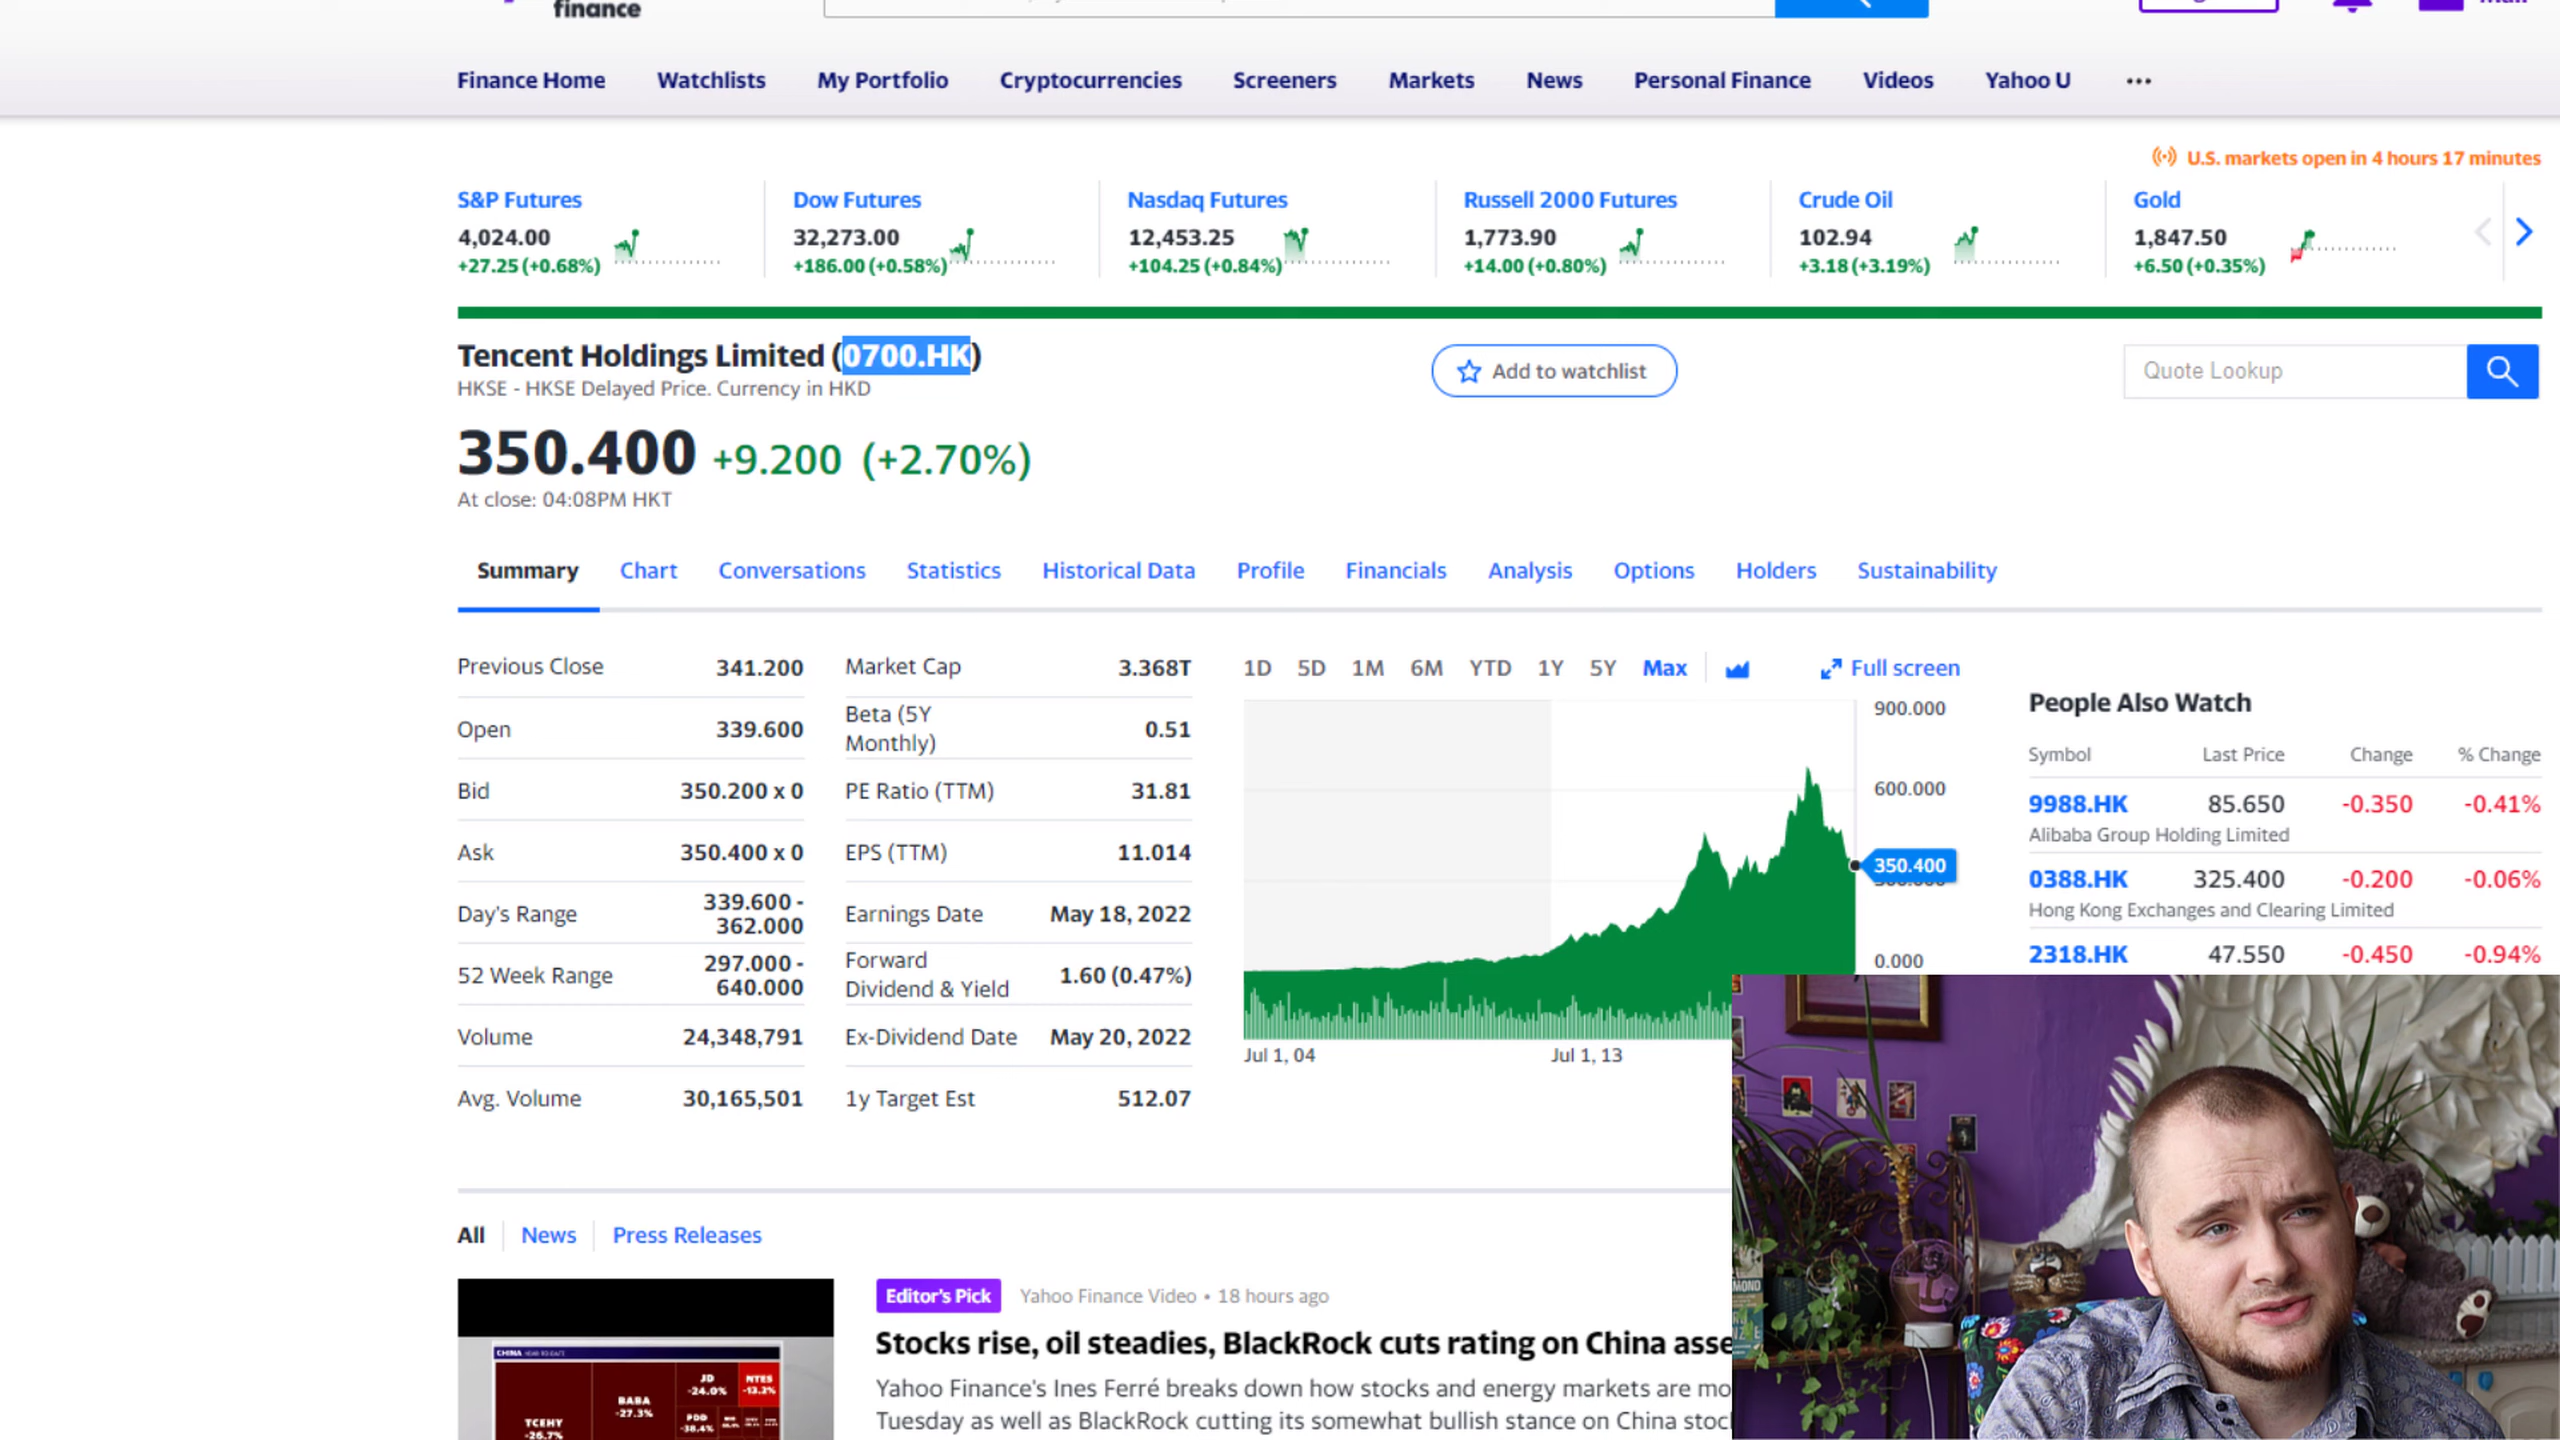 finance
Finance Home Watchlists My Portfolio Cryptocurrencies Screeners Markets News Personal Finance Videos Yahoo U ...
U.S. markets open in 4 hours 17 minutes
S&P Futures Dow Futures Nasdaq Futures Russell 2000 Futures Crude Oil Gold
4,024.00 32,273.00 12,453.25 1,773.90 102.94 1,847.50
+27.25 (+0.68%) +186.00 (+0.58%) +104.25 (+0.84%) +14.00 (+0.80%) +3.18 (+3.19%) +6.50 (+0.35%)
Tencent Holdings Limited (0700.HK)
HKSE - HKSE Delayed Price. Currency in HKD
Add to watchlist
Quote Lookup
350.400 +9.200 (+2.70%)
At close: 04:08PM HKT
Summary Chart Conversations Statistics Historical Data Profile Financials Analysis Options Holders Sustainability
Previous Close 341.200
Open 339.600
Bid 350.200 x 0
Ask 350.400 x 0
Day's Range 339.600 -
362.000
52 Week Range 297.000 -
640.000
Volume 24,348,791
Avg. Volume 30,165,501
Market Cap 3.368T
Beta (5Y
Monthly) 0.51
PE Ratio (TTM) 31.81
EPS (TTM) 11.014
Earnings Date May 18, 2022
Forward
Dividend & Yield 1.60 (0.47%)
Ex-Dividend Date May 20, 2022
1y Target Est 512.07
1D 5D 1M 6M YTD 1Y 5Y Max Full screen
900.000
600.000
350.400
0.000
Jul 1, 04 Jul 1, 13
People Also Watch
Symbol Last Price Change % Change
9988.HK 85.650 -0.350 -0.41%
Alibaba Group Holding Limited
0388.HK 325.400 -0.200 -0.06%
Hong Kong Exchanges and Clearing Limited
2318.HK 47.550 -0.450 -0.94%
All News Press Releases
Editor's Pick Yahoo Finance Video • 18 hours ago
Stocks rise, oil steadies, BlackRock cuts rating on China asse
Yahoo Finance's Ines Ferré breaks down how stocks and energy markets are mo
Tuesday as well as BlackRock cutting its somewhat bullish stance on China stoc
CHINA
JD
-24.0%
NTES
-13.2%
BABA
-27.3%
PDD
-38.4%
TCEHY
-26.7%